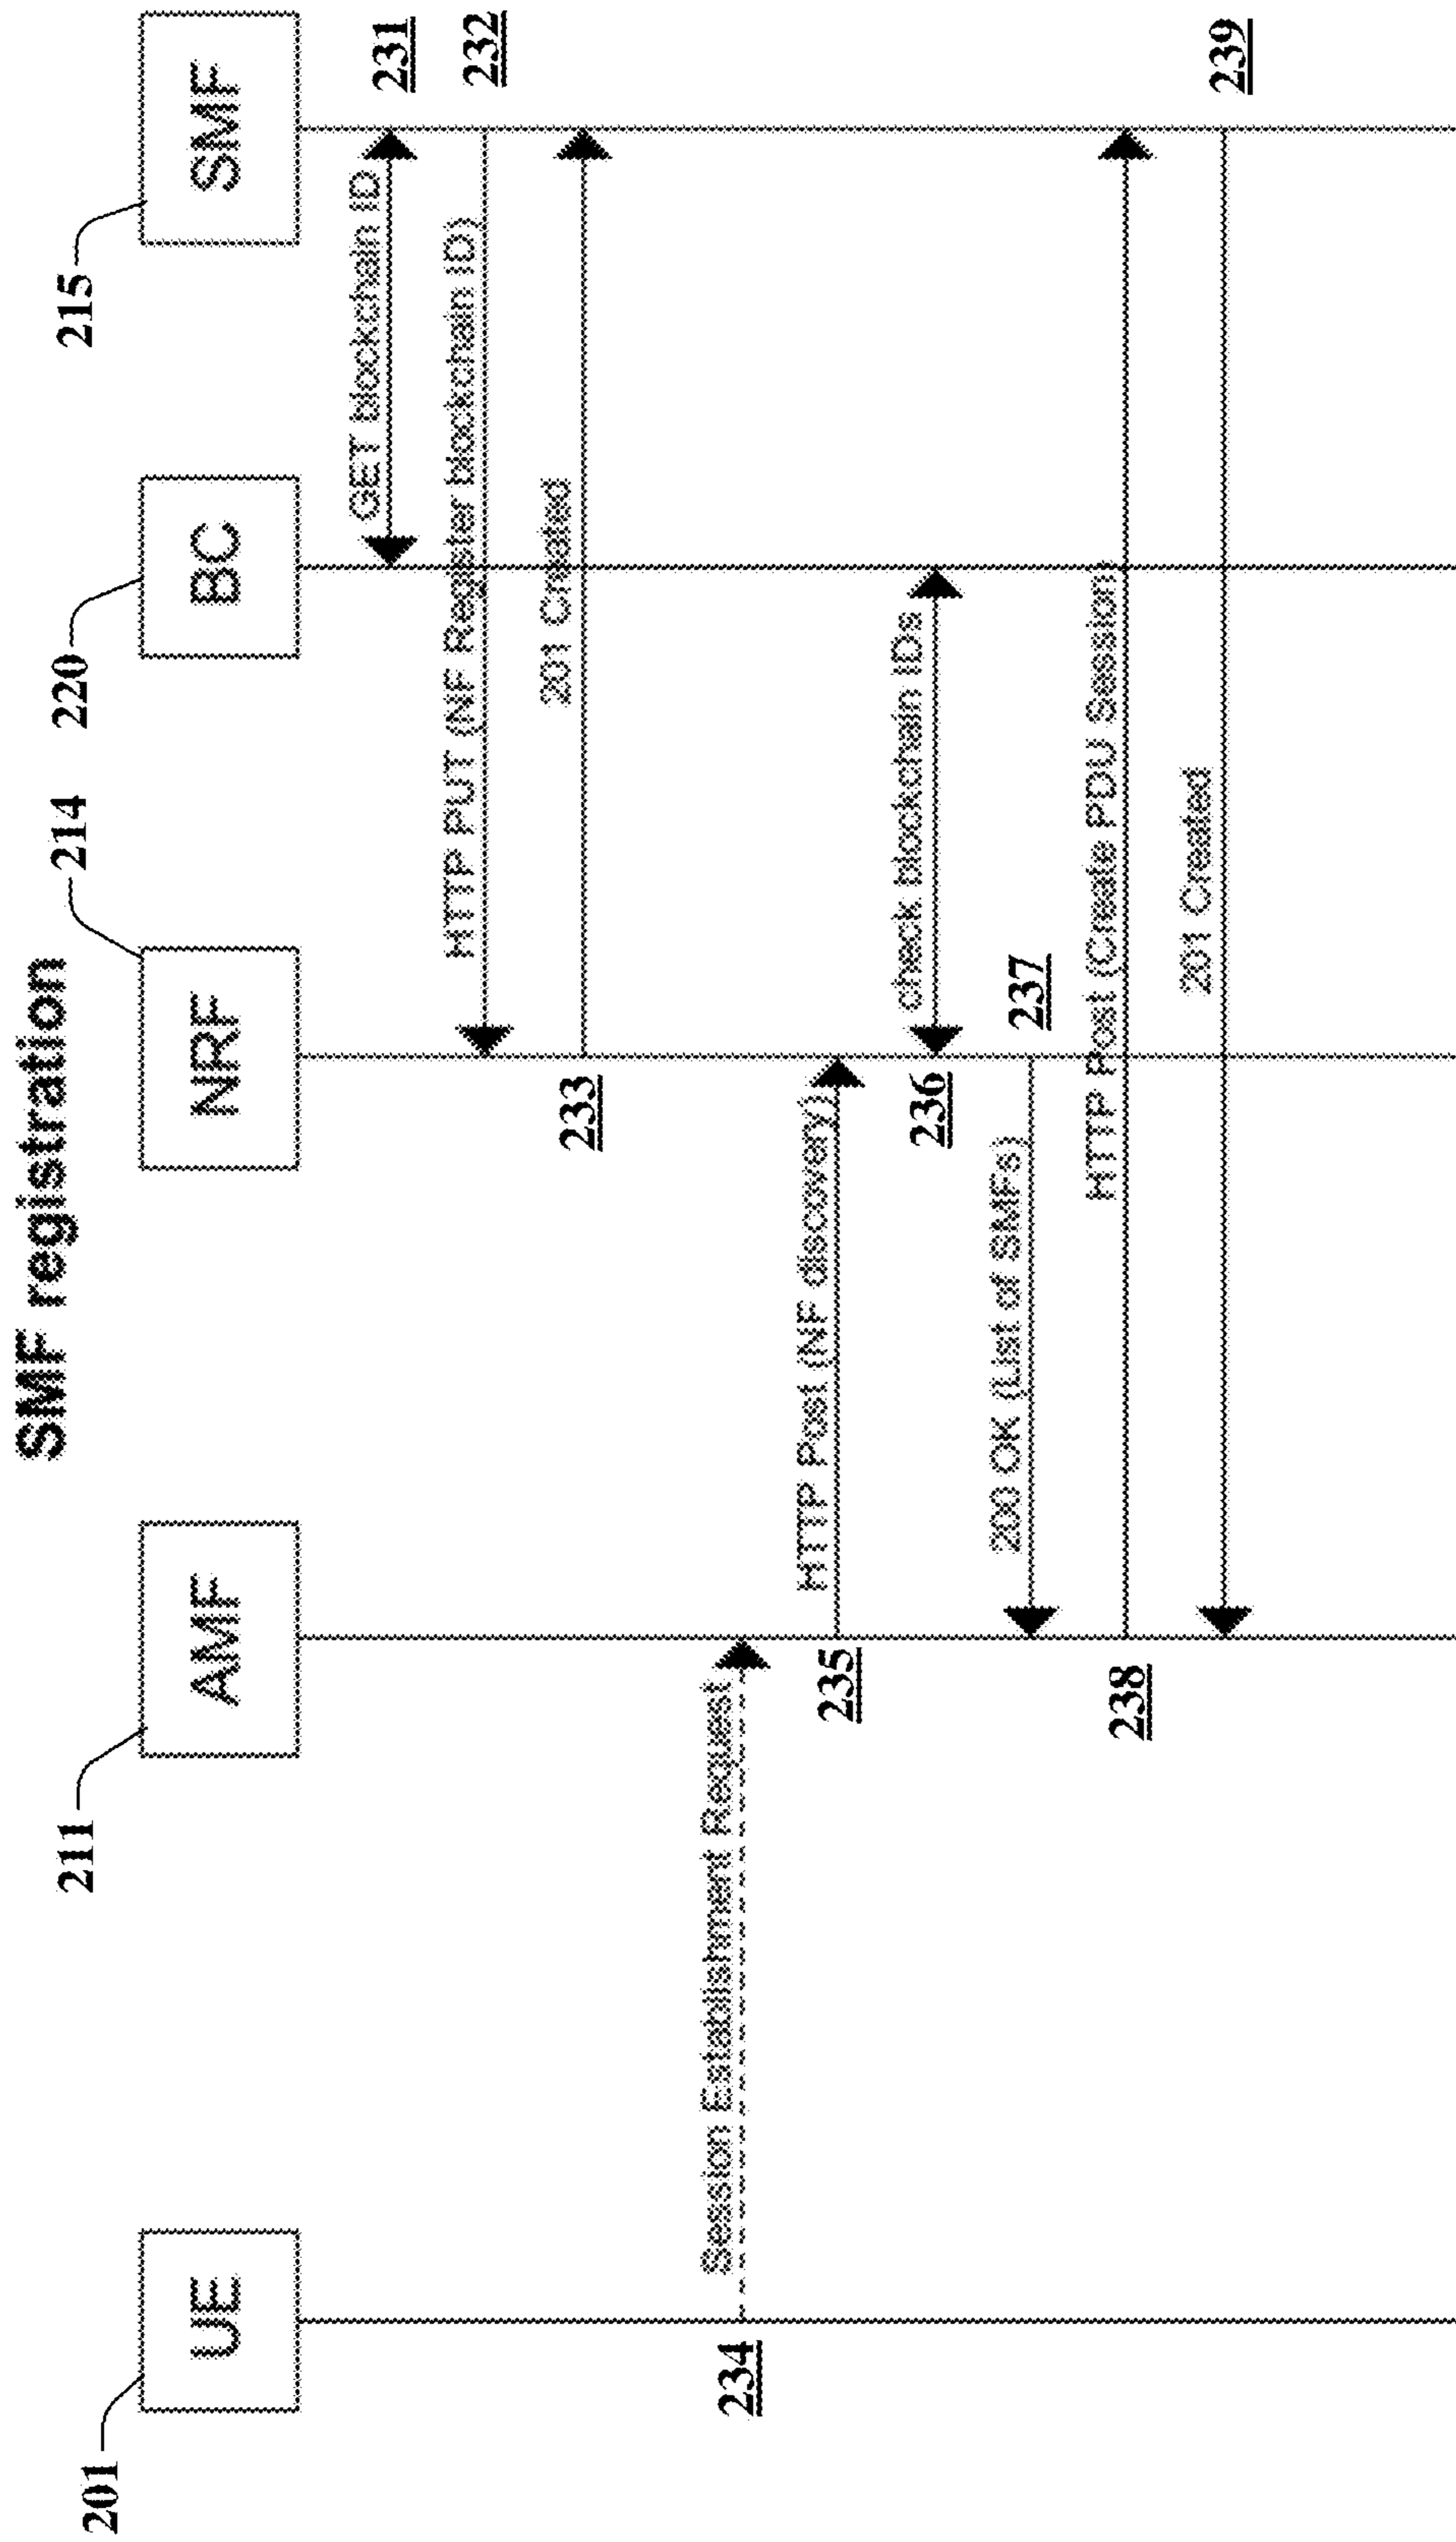 SMF registration
201
211
214
220
215
UE
AMF
NRF
BC
SMF
GET blockchain ID
231
HTTP PUT (NF Register blockchain ID)
232
201 Created
233
Session Establishment Request
234
HTTP Post (NF discovery)
235
check blockchain IDs
236
200 OK (List of SMFs)
237
HTTP Post (Create PDU Session)
238
201 Created
239